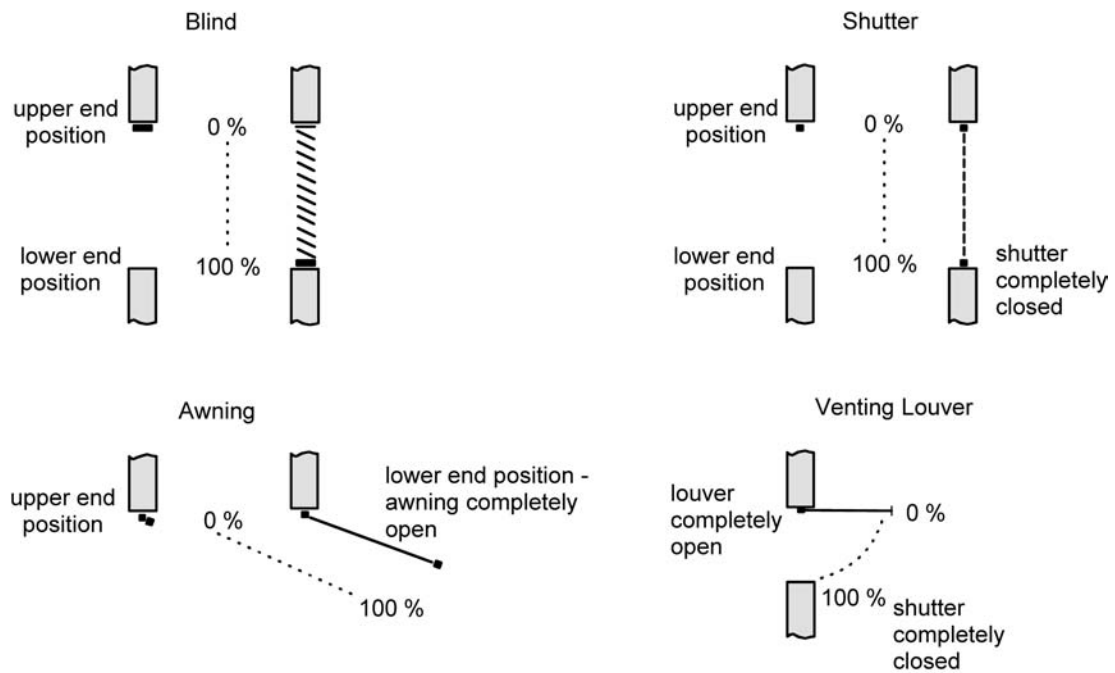 Blind
upper end
position
0 %
lower end
position
100 %
Shutter
upper end
position
0 %
lower end
position
100 %
shutter
completely
closed
Awning
upper end
position
0 %
lower end position -
awning completely
open
100 %
Venting Louver
louver
completely
open
0 %
100 %
shutter
completely
closed